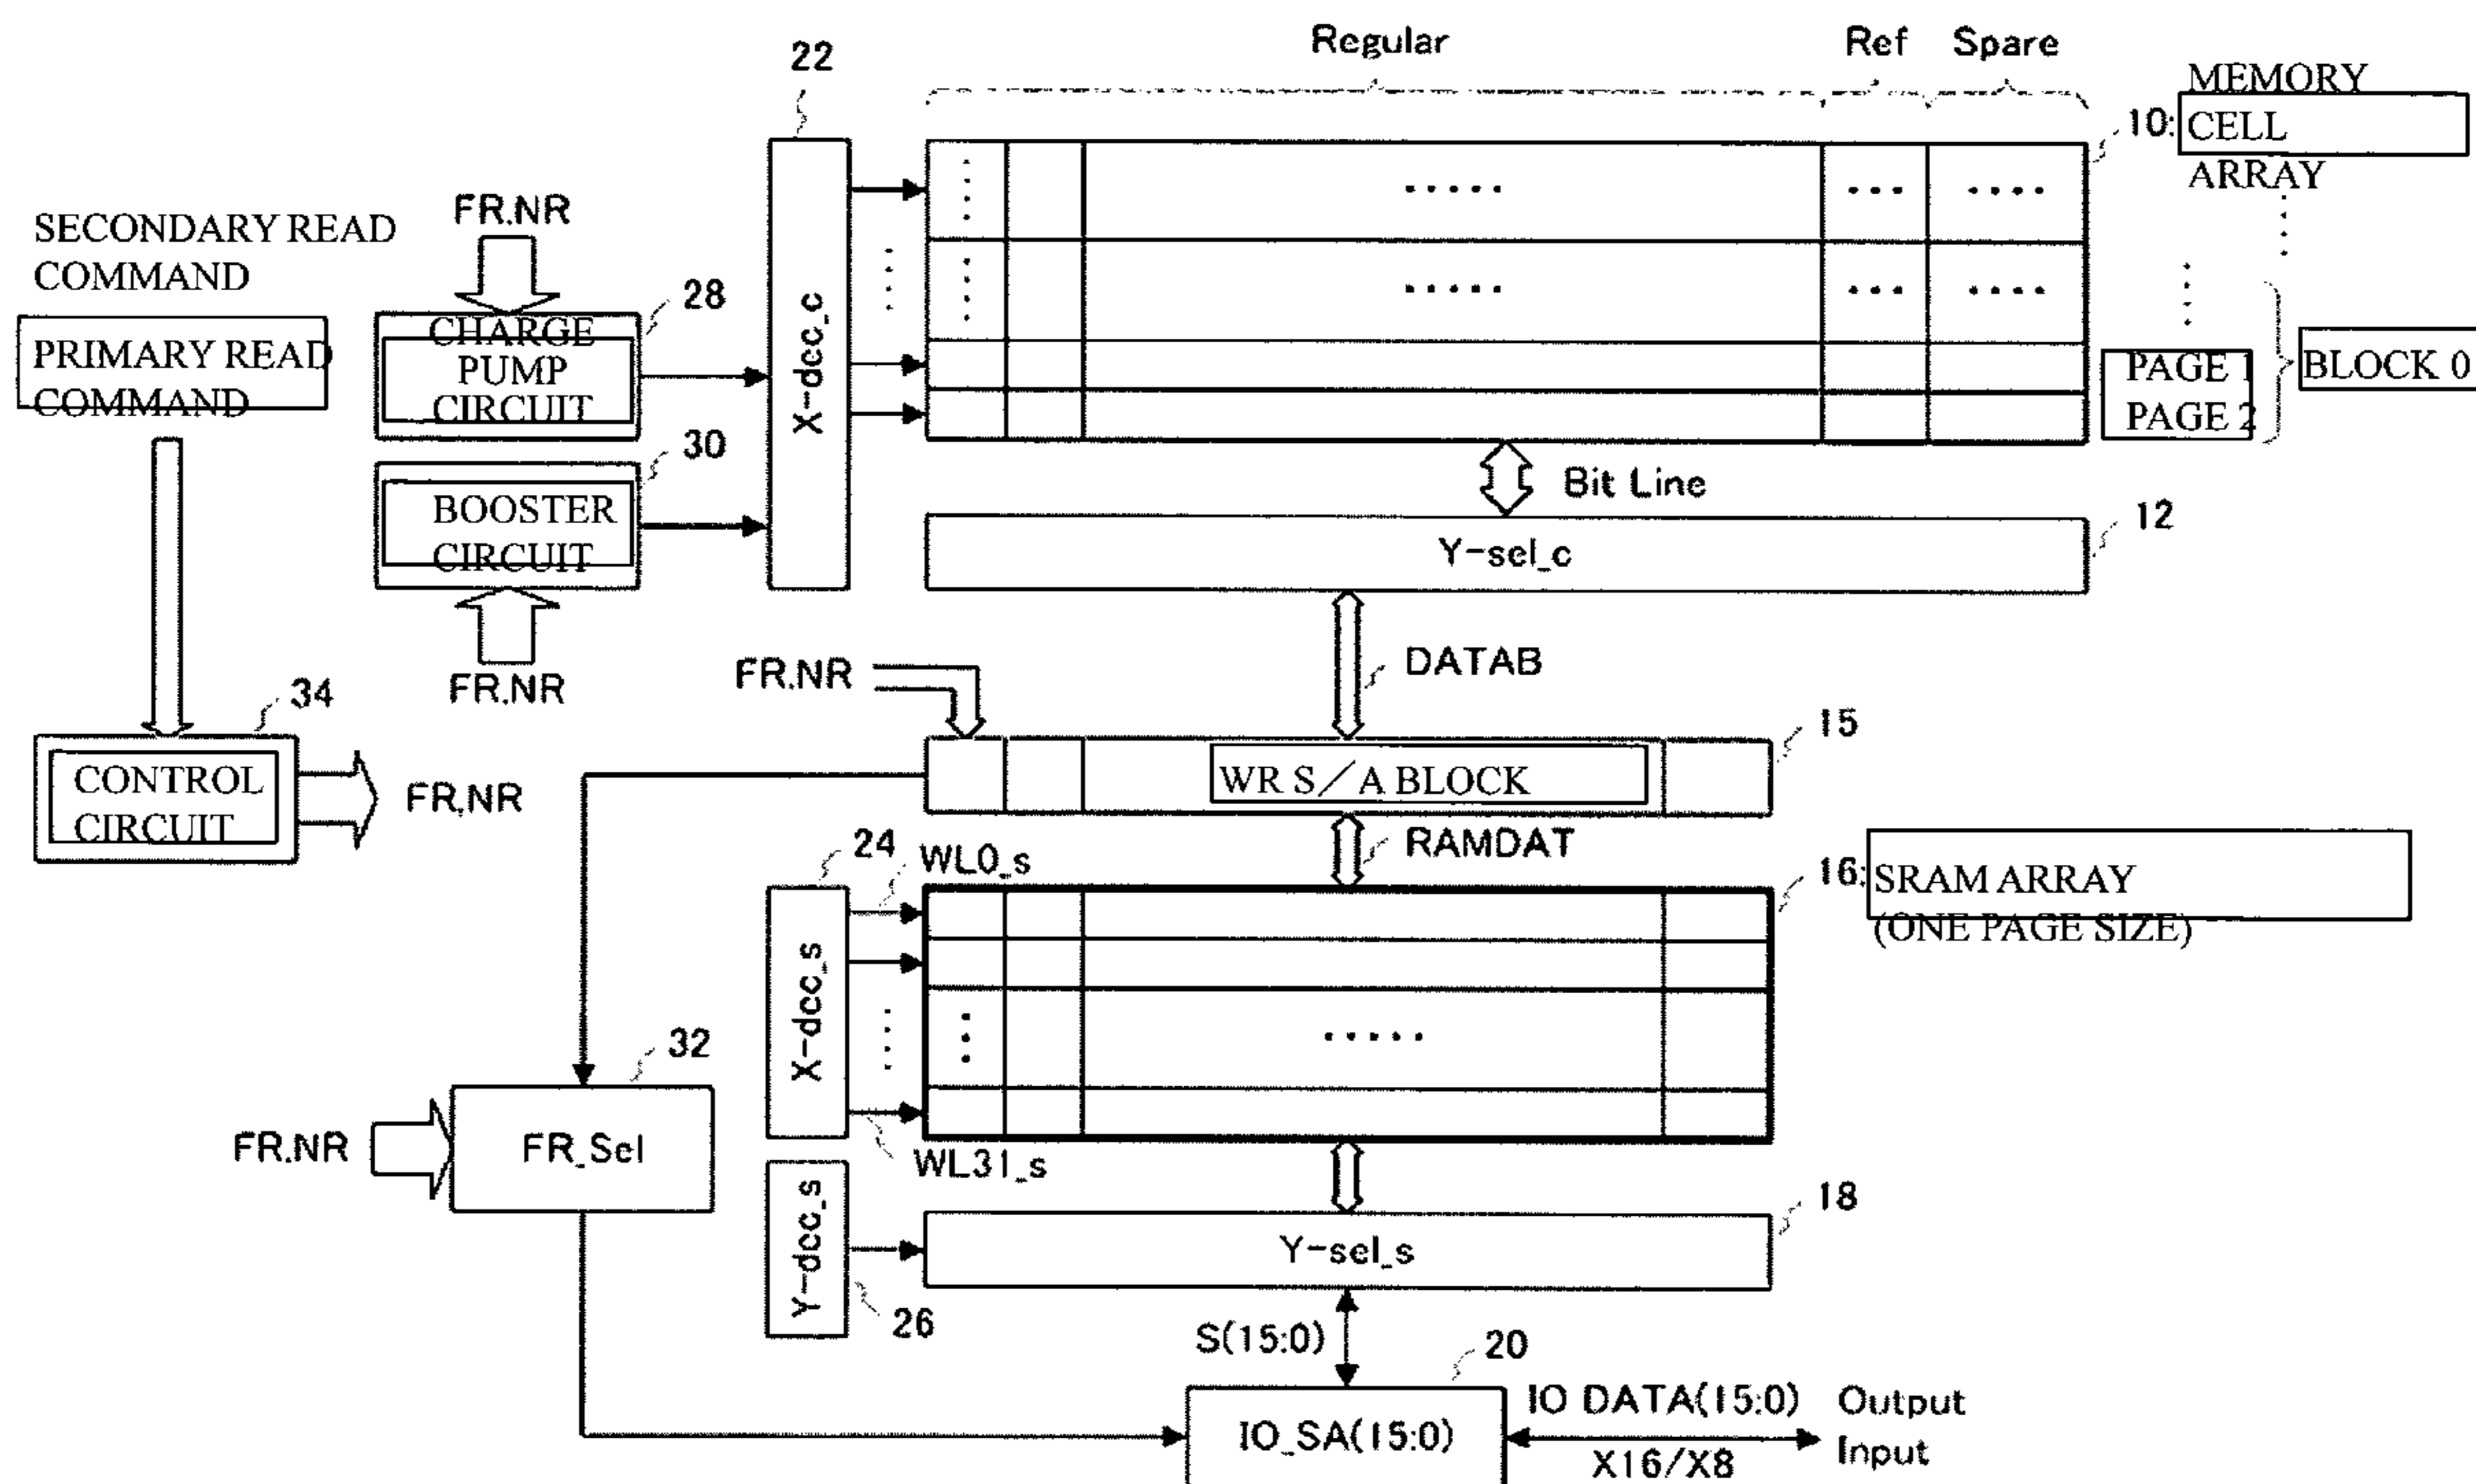 Regular
Ref
Spare
22
MEMORY
10: CELL
ARRAY
FR.NR
SECONDARY READ
COMMAND
28
PRIMARY READ
COMMAND
CHARGE
PUMP
CIRCUIT
X-dcc_c
PAGE 1
PAGE 2
BLOCK 0
30
BOOSTER
CIRCUIT
Bit Line
12
Y-sel_c
FR.NR
FR.NR
DATAB
34
15
CONTROL
CIRCUIT
FR.NR
WR S/A BLOCK
24
WL0_s
RAMDAT
16: SRAM ARRAY
(ONE PAGE SIZE)
X-dcc_s
32
FR.NR
FR_Sel
WL31_s
Y-dcc_s
18
Y-sel_s
26
S(15:0)
20
IO_SA(15:0)
IO DATA(15:0)
Output
X16/X8
Input